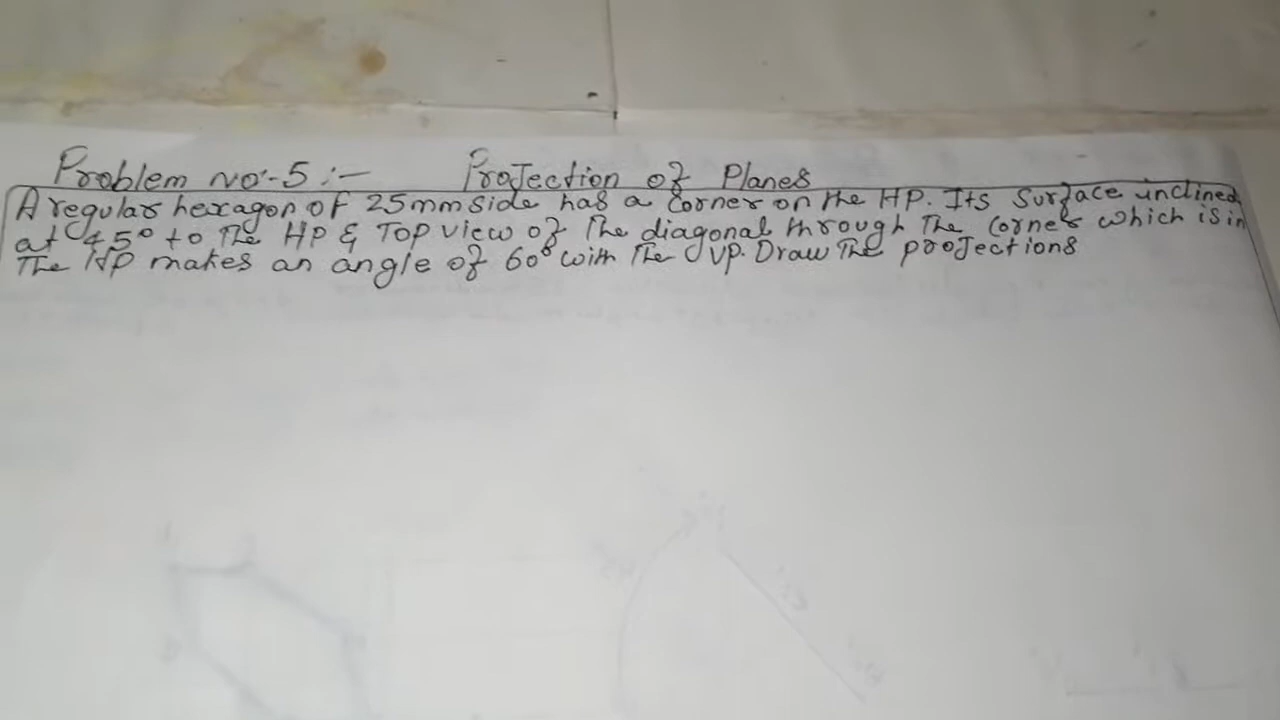 Problem no:-5 :- Projection of Planes
A regular hexagon of 25mm side has a corner on the HP. Its Surface inclined
at 45° to The HP & Top view of The diagonal through The corner which is in
The HP makes an angle of 60° with The VP. Draw The projections